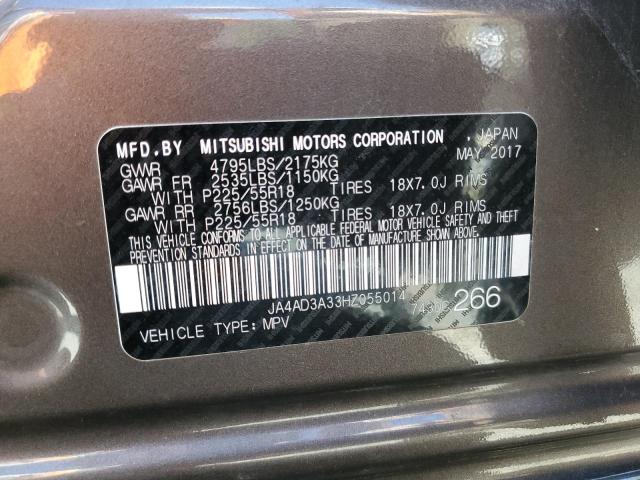 MFD.BY MITSUBISHI MOTORS CORPORATION. JAPAN
GVWR 4795LBS/2175KG MAY 2017
GAWR FR 2535LBS/1150KG
WITH P225/55R18 TIRES 18X7.0J RIMS
GAWR RR 2756LBS/1250KG
WITH P225/55R18 TIRES 18X7.0J RIMS
THIS VEHICLE CONFORMS TO ALL APPLICABLE FEDERAL MOTOR VEHICLE SAFETY AND THEFT
PREVENTION STANDARDS IN EFFECT ON THE DATE OF MANUFACTURE SHOWN ABOVE.
JA4AD3A33HZ055014 266
VEHICLE TYPE: MPV